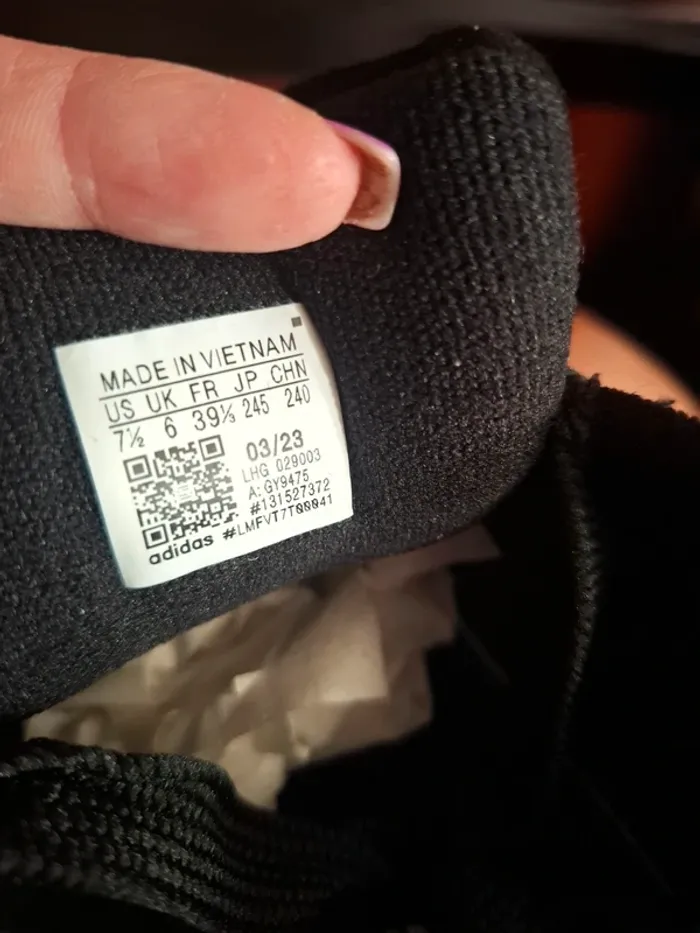 MADE IN VIETNAM
US UK FR JP CHN
7½ 6 39⅓ 245 240
03/23
LHG 029003
A: GY9475
#131527372
adidas #LMFVT7T00041